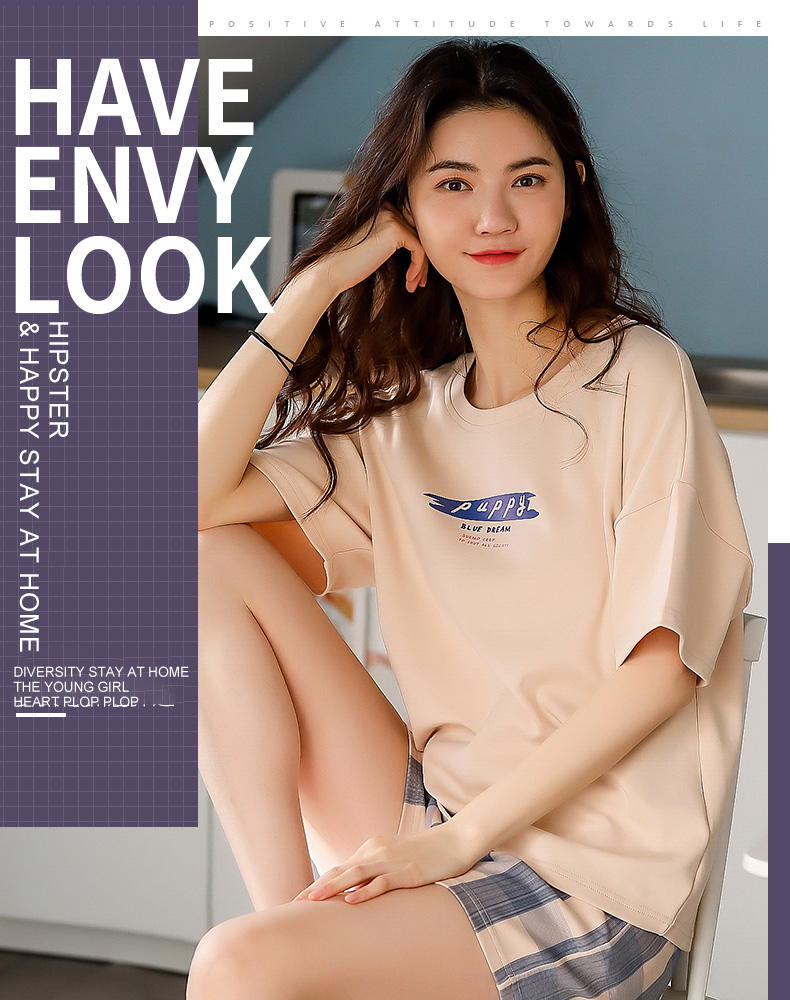 POSITIVE ATTITUDE TOWARDS LIFE
HAVE
ENVY
LOOK
HIPSTER
& HAPPY STAY AT HOME
puppy
BLUE DREAM
DIVERSITY STAY AT HOME
THE YOUNG GIRL
HEART PLOP PLOP